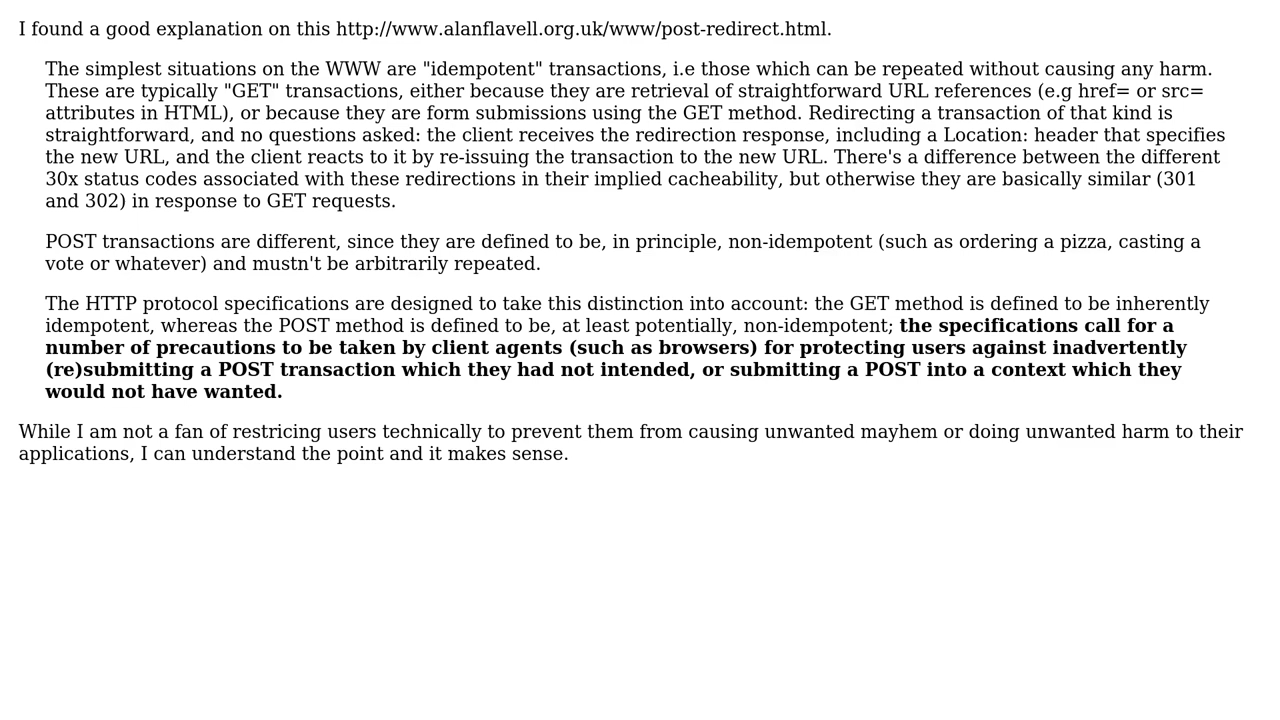 I found a good explanation on this http://www.alanflavell.org.uk/www/post-redirect.html.
The simplest situations on the WWW are "idempotent" transactions, i.e those which can be repeated without causing any harm.
These are typically "GET" transactions, either because they are retrieval of straightforward URL references (e.g href= or src=
attributes in HTML), or because they are form submissions using the GET method. Redirecting a transaction of that kind is
straightforward, and no questions asked: the client receives the redirection response, including a Location: header that specifies
the new URL, and the client reacts to it by re-issuing the transaction to the new URL. There's a difference between the different
30x status codes associated with these redirections in their implied cacheability, but otherwise they are basically similar (301
and 302) in response to GET requests.
POST transactions are different, since they are defined to be, in principle, non-idempotent (such as ordering a pizza, casting a
vote or whatever) and mustn't be arbitrarily repeated.
The HTTP protocol specifications are designed to take this distinction into account: the GET method is defined to be inherently
idempotent, whereas the POST method is defined to be, at least potentially, non-idempotent; the specifications call for a
number of precautions to be taken by client agents (such as browsers) for protecting users against inadvertently
(re)submitting a POST transaction which they had not intended, or submitting a POST into a context which they
would not have wanted.
While I am not a fan of restricing users technically to prevent them from causing unwanted mayhem or doing unwanted harm to their
applications, I can understand the point and it makes sense.